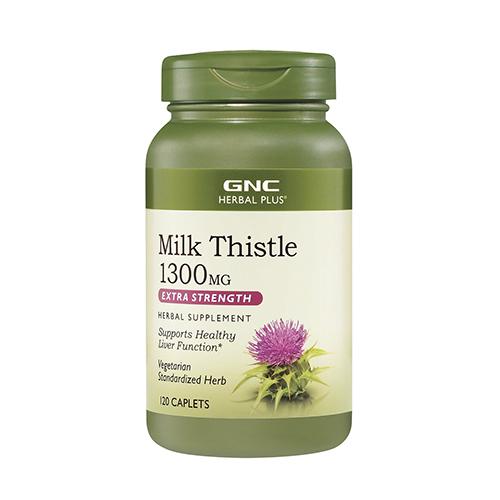 GNC
HERBAL PLUS®
Milk Thistle
1300MG
EXTRA STRENGTH
HERBAL SUPPLEMENT
Supports Healthy
Liver Function*
Vegetarian
Standardized Herb
120 CAPLETS